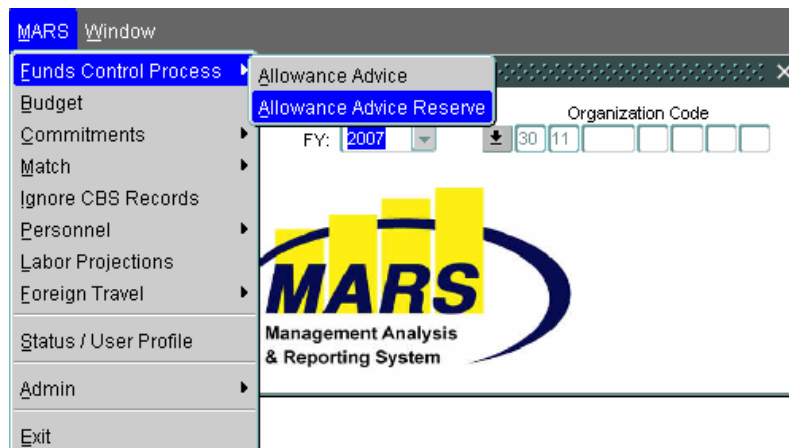 MARS Window
Funds Control Process
Allowance Advice
Allowance Advice Reserve
Budget
Commitments
Match
Ignore CBS Records
Personnel
Labor Projections
Foreign Travel
Status / User Profile
Admin
Exit
Organization Code
FY: 2007 30 11
MARS
Management Analysis
& Reporting System